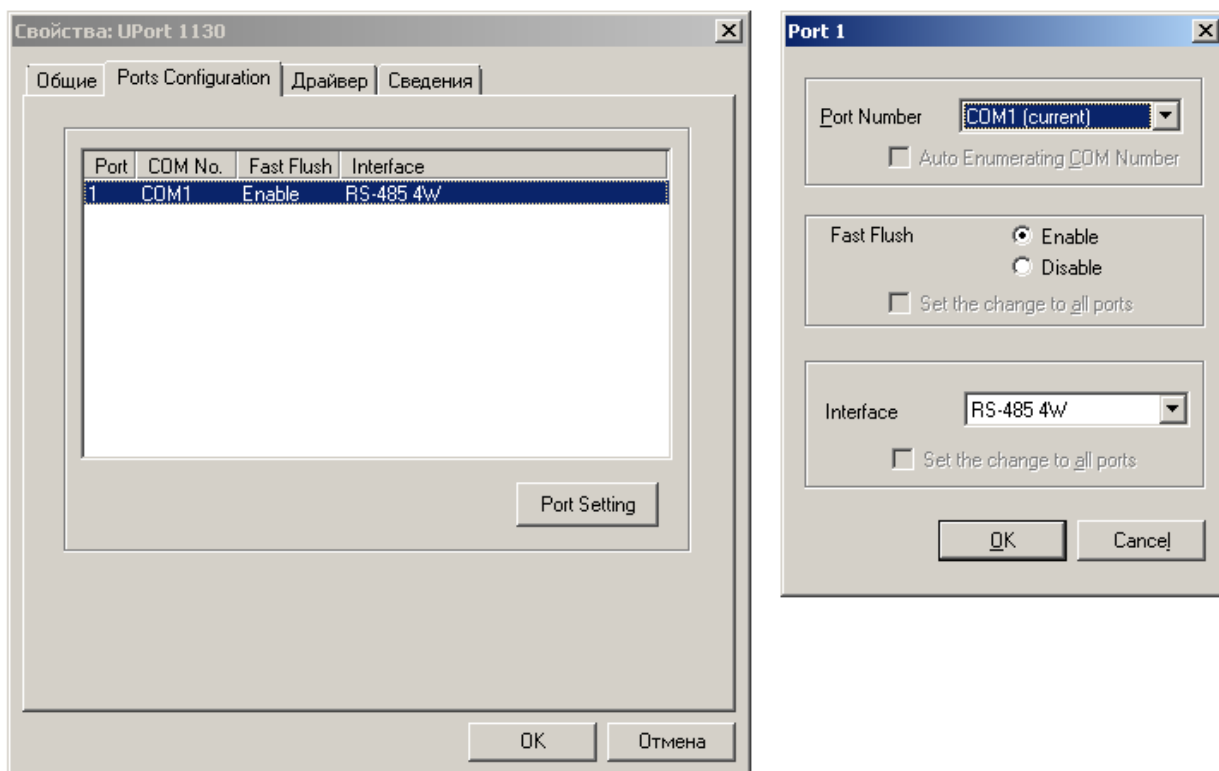 Свойства: UPort 1130
Общие Ports Configuration Драйвер Сведения
Port COM No. Fast Flush Interface
1 COM1 Enable RS-485 4W
Port Setting
OK Отмена
Port 1
Port Number COM1 (current)
Auto Enumerating COM Number
Fast Flush Enable
Disable
Set the change to all ports
Interface RS-485 4W
Set the change to all ports
OK Cancel